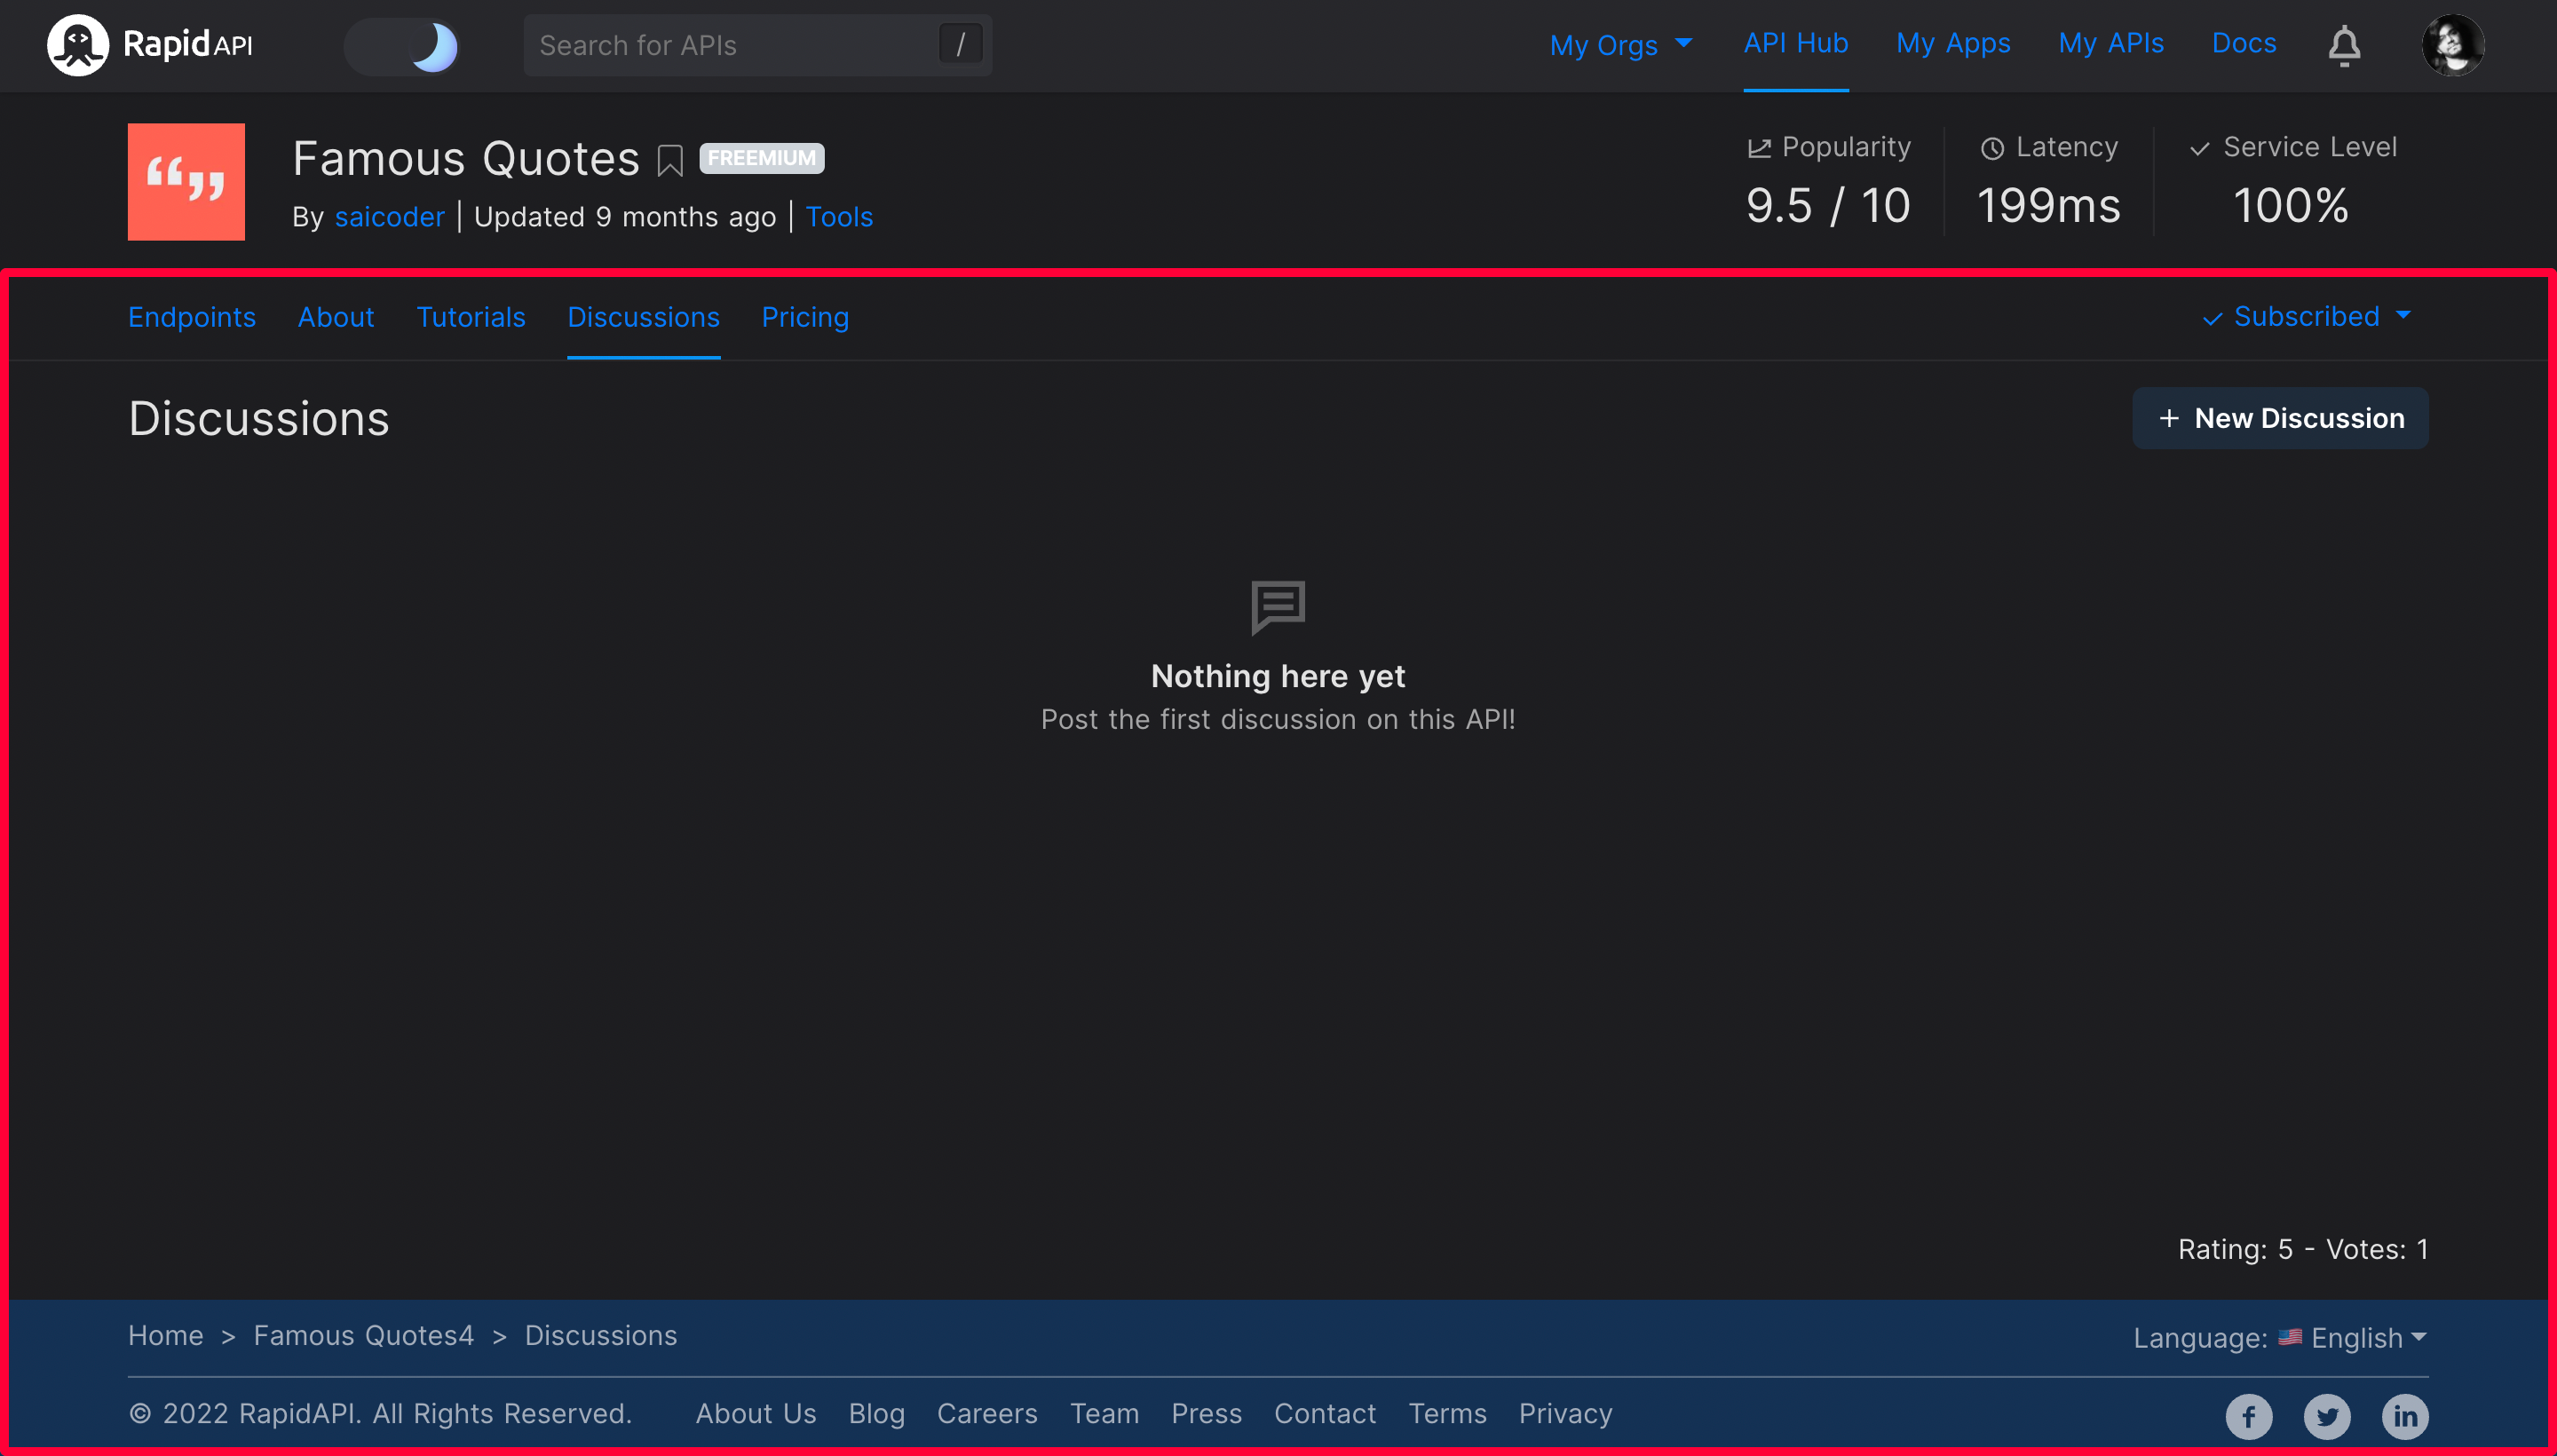 RapidAPI
Search for APIs /
My Orgs API Hub My Apps My APIs Docs
Famous Quotes FREEMIUM
By saicoder | Updated 9 months ago | Tools
Popularity Latency Service Level
9.5 / 10 199ms 100%
Endpoints About Tutorials Discussions Pricing Subscribed
Discussions + New Discussion
Nothing here yet
Post the first discussion on this API!
Rating: 5 - Votes: 1
Home > Famous Quotes4 > Discussions Language: English
© 2022 RapidAPI. All Rights Reserved. About Us Blog Careers Team Press Contact Terms Privacy